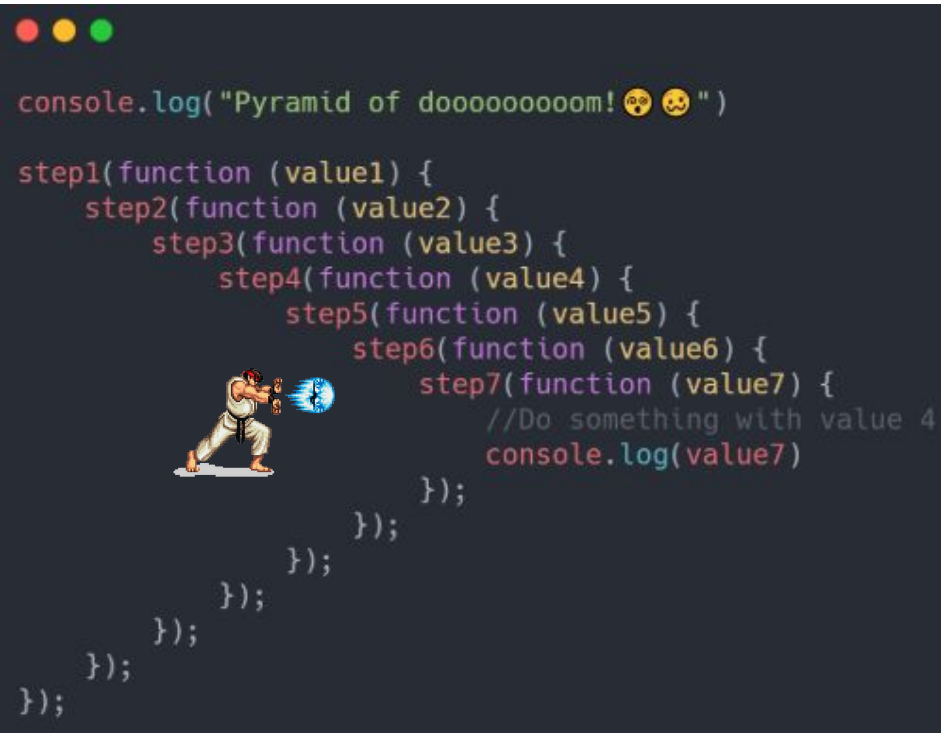 console.log("Pyramid of dooooooooom!😵🥴")
step1(function (value1) {
step2(function (value2) {
step3(function (value3) {
step4(function (value4) {
step5(function (value5) {
step6(function (value6) {
step7(function (value7) {
//Do something with value 4
console.log(value7)
});
});
});
});
});
});
});